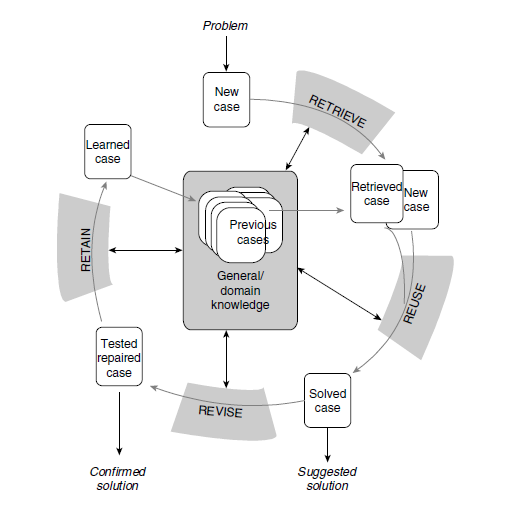 Problem
New
case
RETRIEVE
Learned
case
Retrieved
case
New
case
Previous
cases
General/
domain
knowledge
RETAIN
REUSE
Tested
repaired
case
REVISE
Solved
case
Confirmed
solution
Suggested
solution